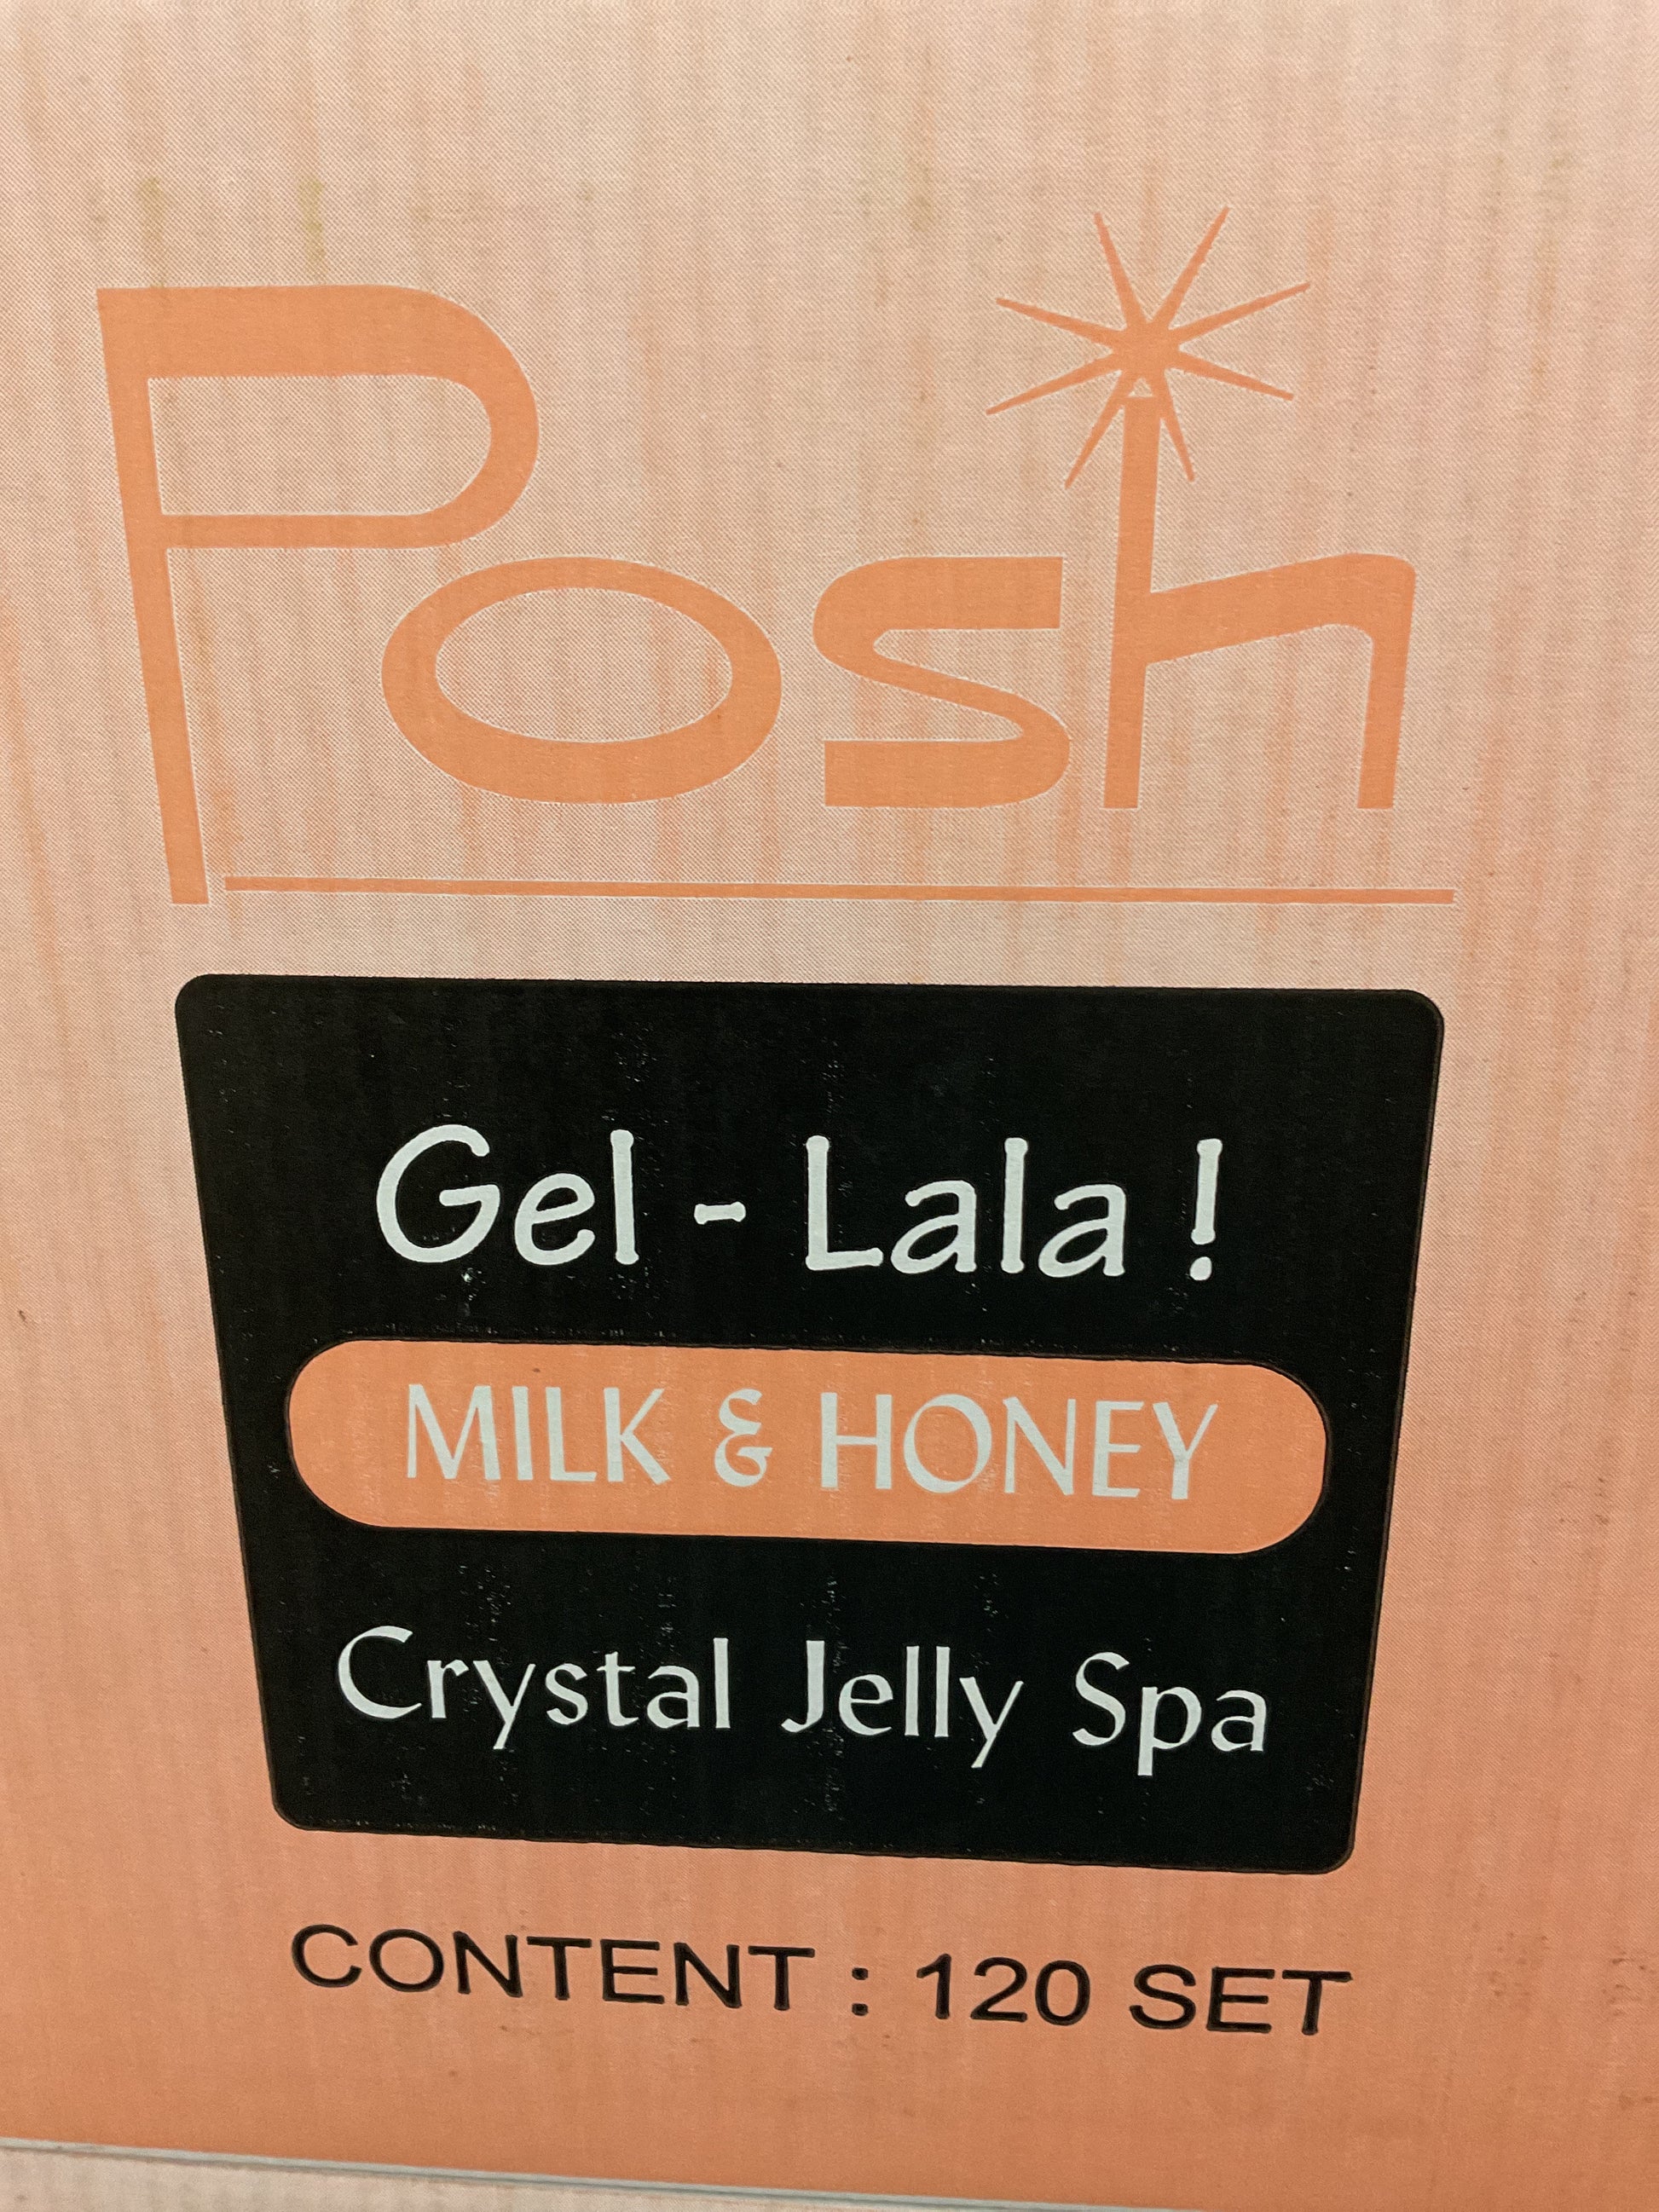 Posh
Gel - Lala !
MILK & HONEY
Crystal Jelly Spa
CONTENT : 120 SET